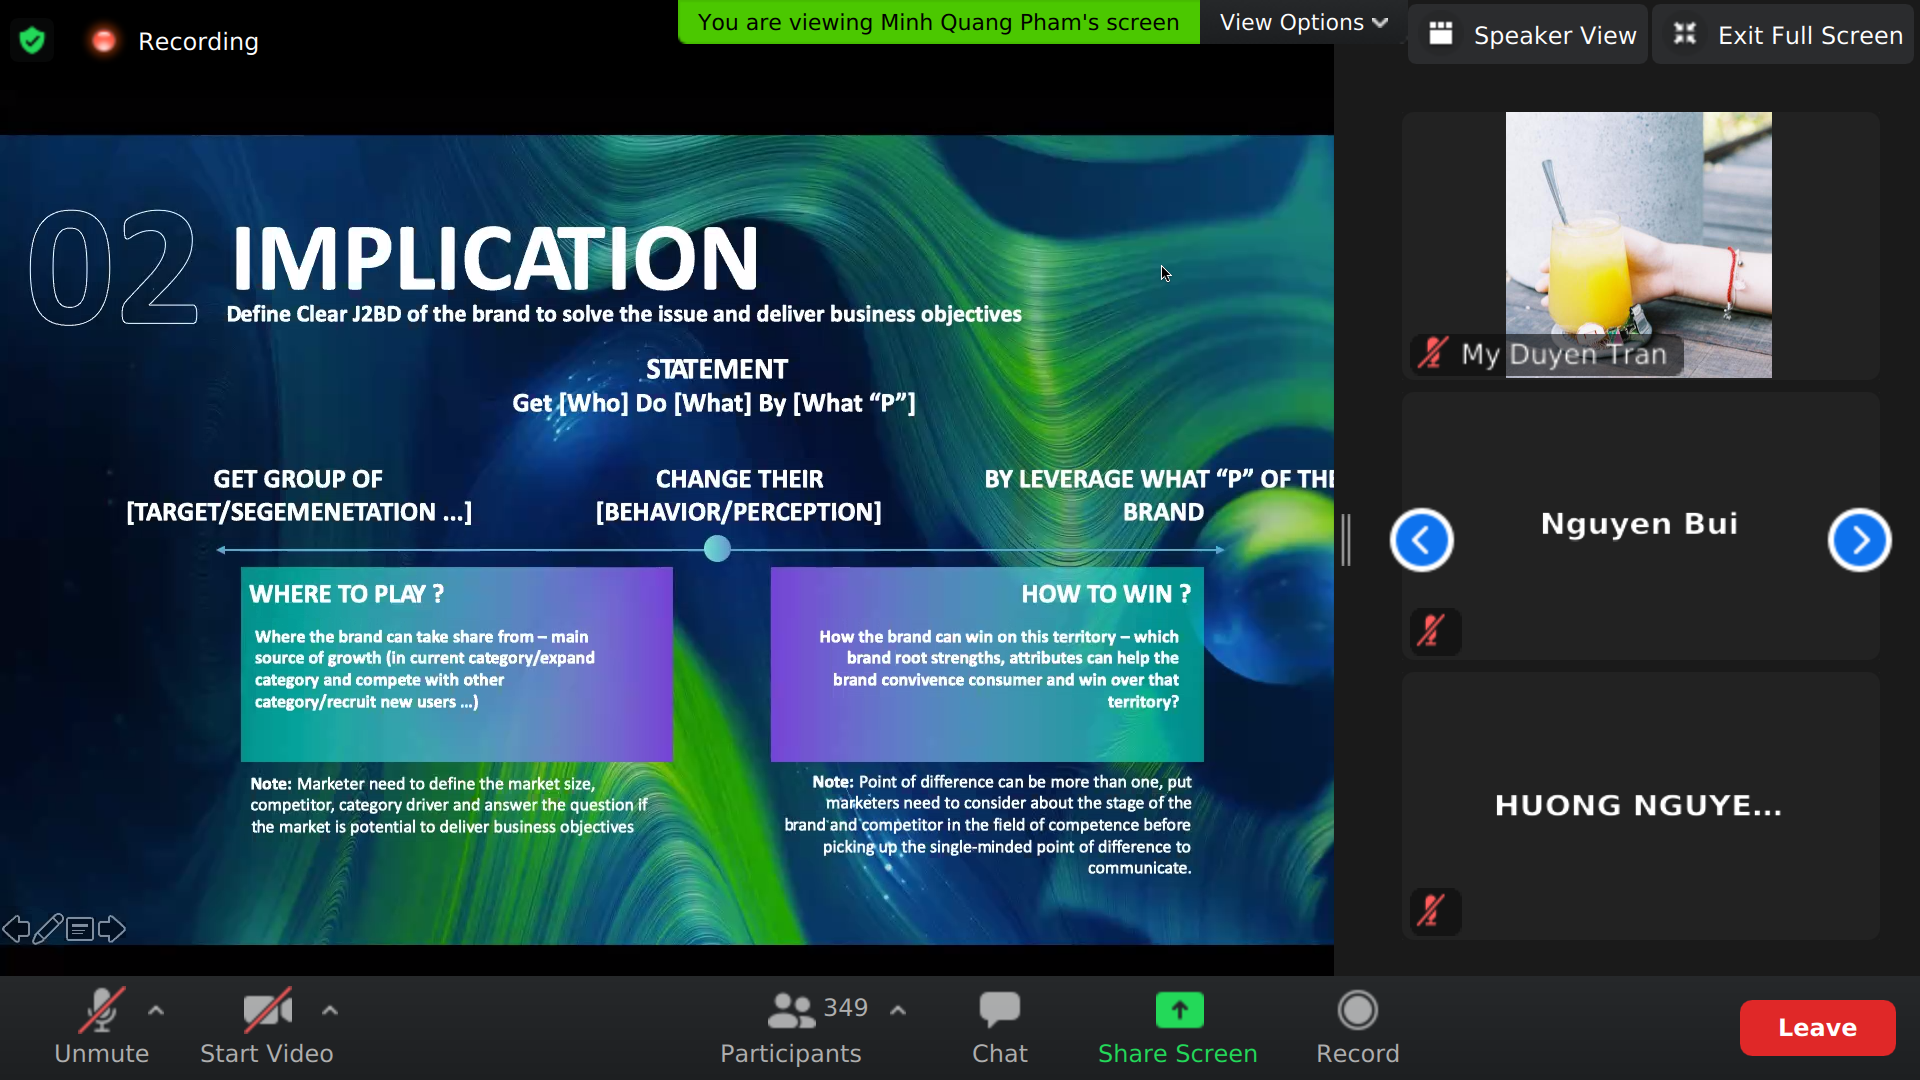 Recording
You are viewing Minh Quang Pham's screen
View Options
Speaker View
Exit Full Screen
02
IMPLICATION
Define Clear J2BD of the brand to solve the issue and deliver business objectives
STATEMENT
Get [Who] Do [What] By [What “P”]
GET GROUP OF
[TARGET/SEGEMENETATION ...]
CHANGE THEIR
[BEHAVIOR/PERCEPTION]
BY LEVERAGE WHAT “P” OF THE
BRAND
WHERE TO PLAY ?
Where the brand can take share from – main
source of growth (in current category/expand
category and compete with other
category/recruit new users ...)
Note: Marketer need to define the market size,
competitor, category driver and answer the question if
the market is potential to deliver business objectives
HOW TO WIN ?
How the brand can win on this territory – which
brand root strengths, attributes can help the
brand convivence consumer and win over that
territory?
Note: Point of difference can be more than one, put
marketers need to consider about the stage of the
brand and competitor in the field of competence before
picking up the single-minded point of difference to
communicate.
My Duyen Tran
Nguyen Bui
HUONG NGUYE...
Unmute
Start Video
349
Participants
Chat
Share Screen
Record
Leave